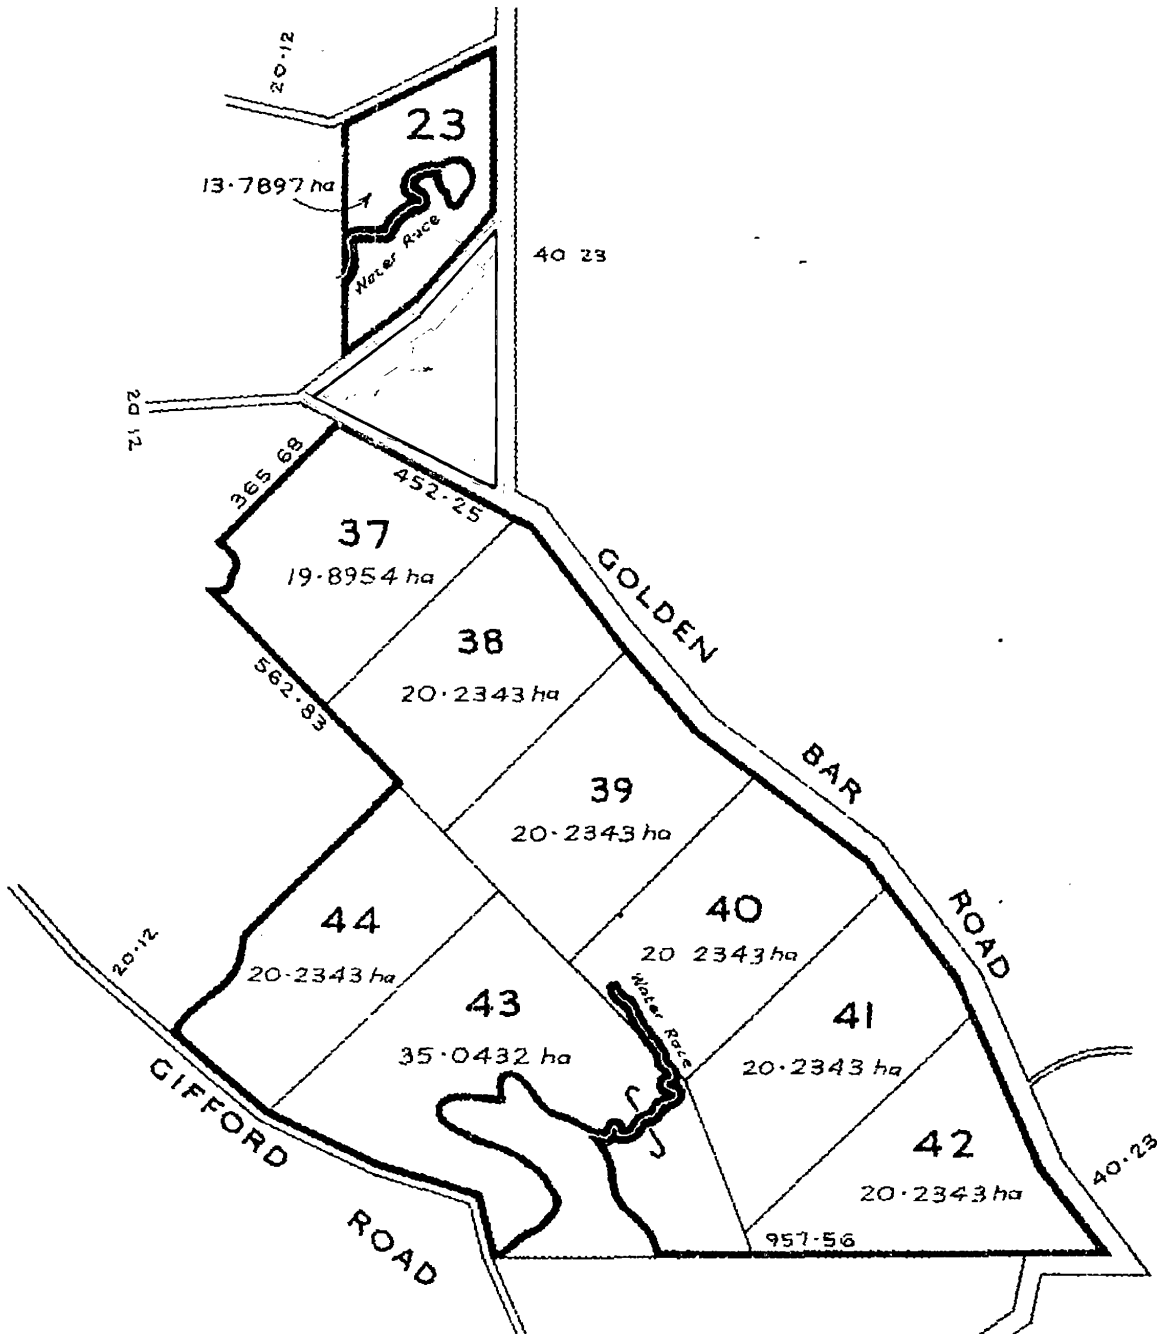 20·12
23
13·7897 ha
Water Race
40 23
20 12
365 68
452·25
37
19·8954 ha
GOLDEN
38
20·2343 ha
562·83
BAR
39
20·2343 ha
ROAD
40
20 2343 ha
44
20·2343 ha
20·12
Water Race
43
35·0432 ha
41
20·2343 ha
GIFFORD
42
20·2343 ha
40·23
957·56
ROAD